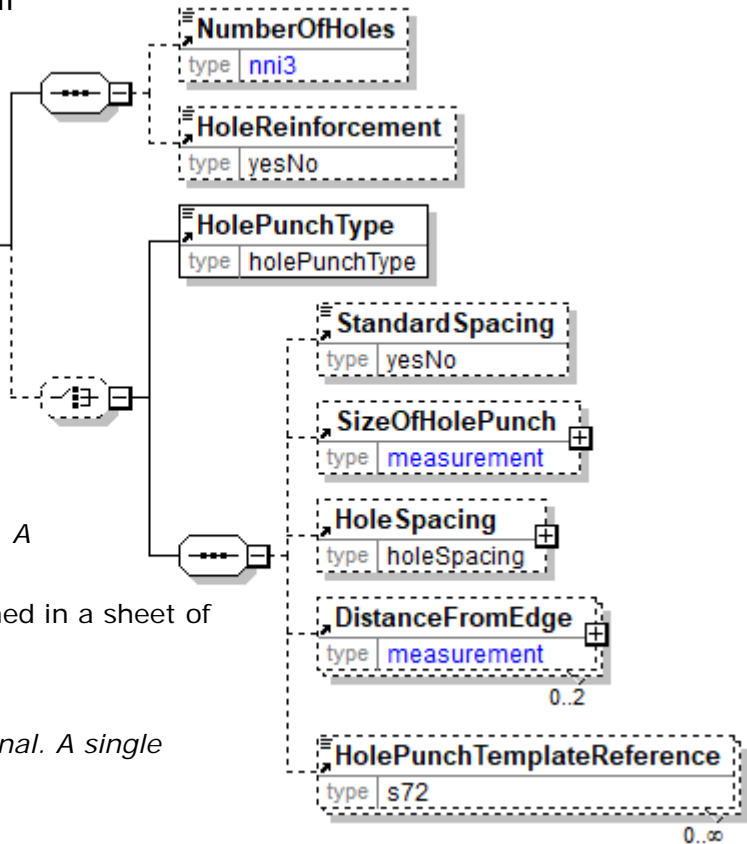 NumberOfHoles
type nni3
HoleReinforcement
type yesNo
HolePunchType
type holePunchType
StandardSpacing
type yesNo
SizeOfHolePunch
type measurement
A
HoleSpacing
type holeSpacing
ned in a sheet of
DistanceFromEdge
type measurement
0..2
nal. A single
HolePunchTemplateReference
type s72
0..∞